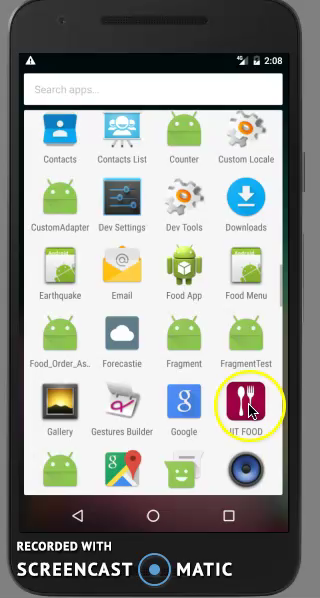 2:08
Search apps...
Contacts
Contacts List
Counter
Custom Locale
CustomAdapter
Dev Settings
Dev Tools
Downloads
Earthquake
Email
Food App
Food Menu
Food_Order_As..
Forecastie
Fragment
FragmentTest
Gallery
Gestures Builder
Google
IIT FOOD
RECORDED WITH
SCREENCAST MATIC